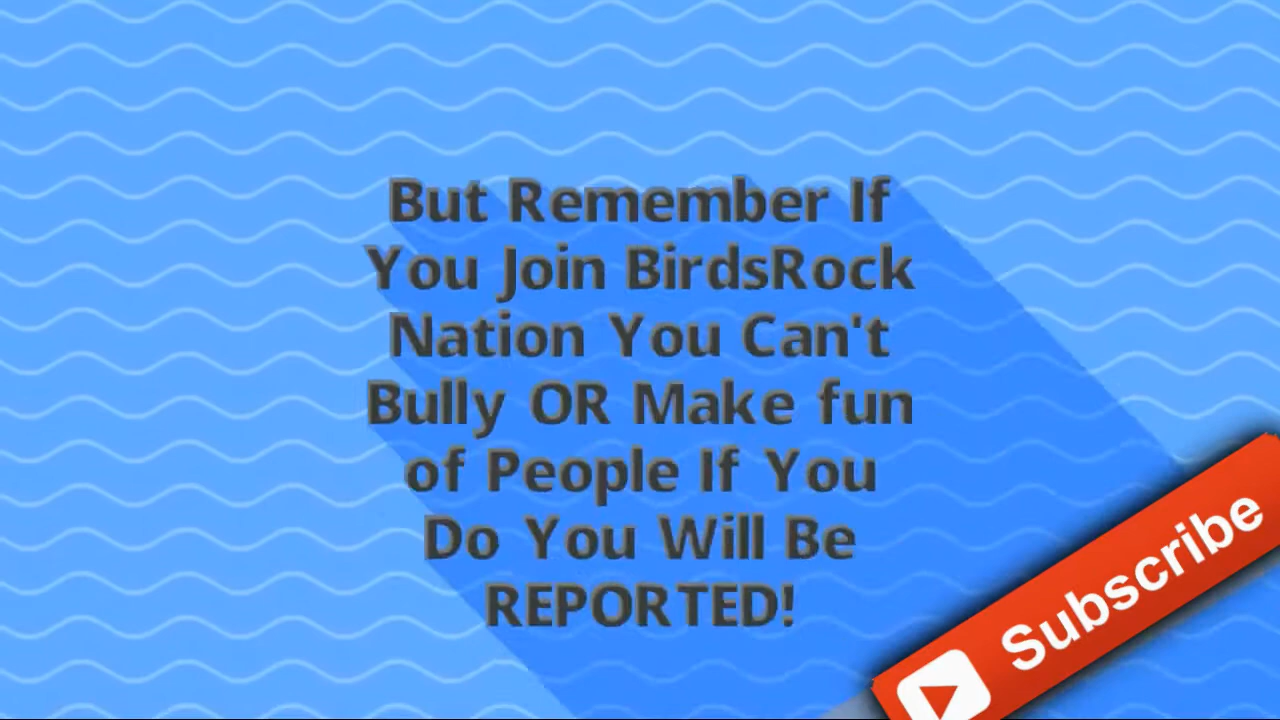 But Remember If
You Join BirdsRock
Nation You Can't
Bully OR Make fun
of People If You
Do You Will Be
REPORTED!
Subscribe